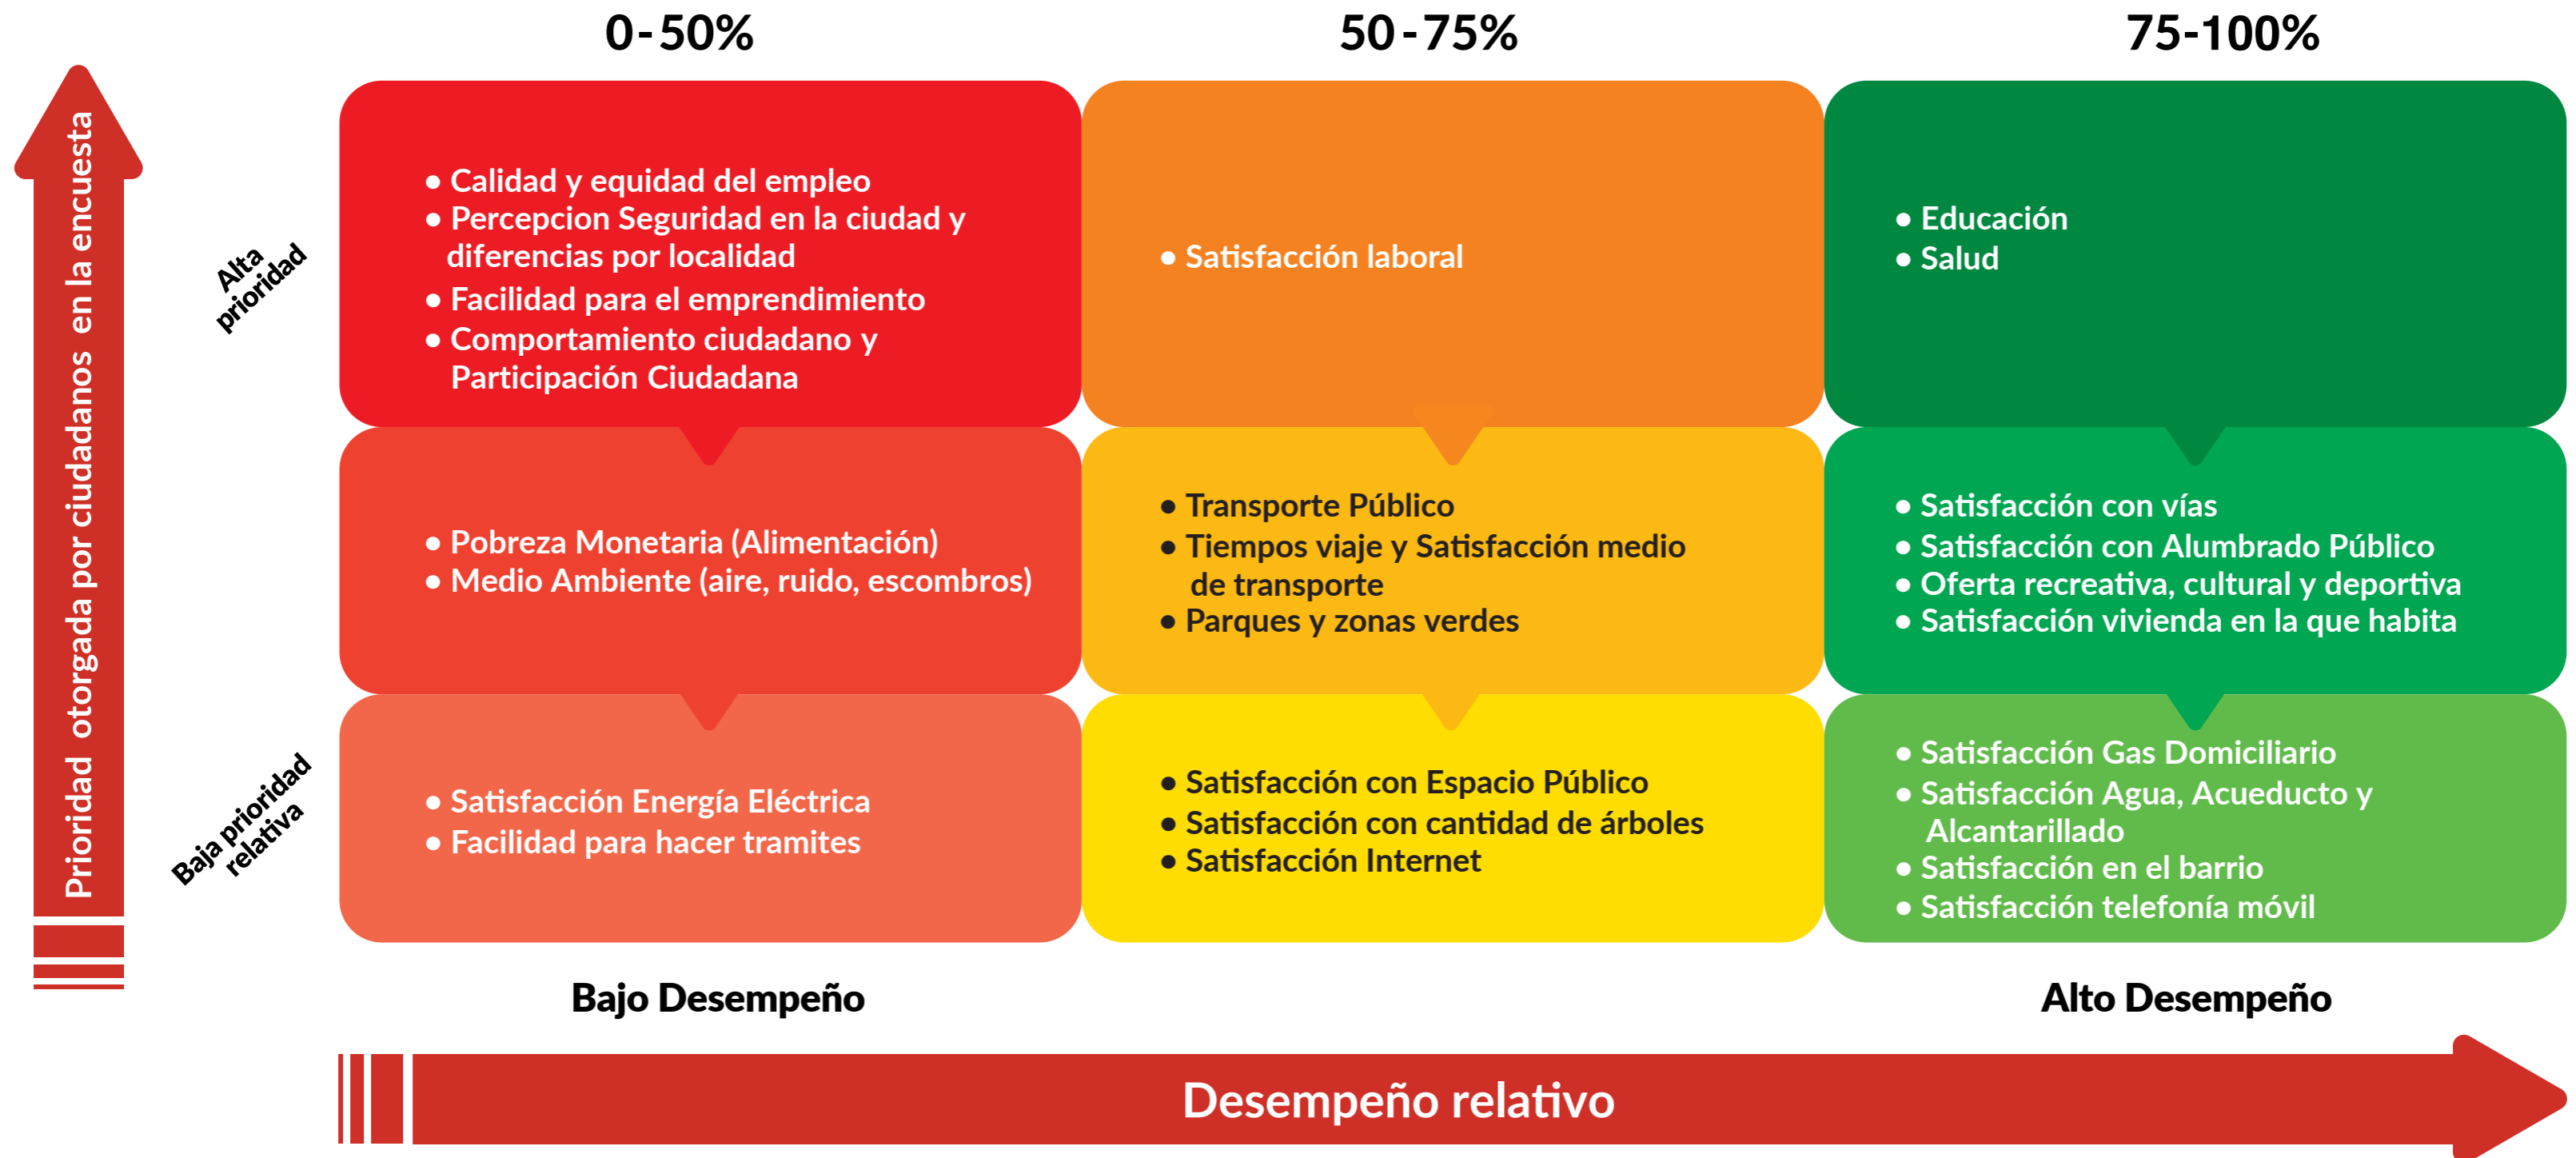 0-50%
50-75%
75-100%
Prioridad otorgada por ciudadanos en la encuesta
Alta
prioridad
• Calidad y equidad del empleo
• Percepcion Seguridad en la ciudad y
diferencias por localidad
• Facilidad para el emprendimiento
• Comportamiento ciudadano y
Participación Ciudadana
• Satisfacción laboral
• Educación
• Salud
• Pobreza Monetaria (Alimentación)
• Medio Ambiente (aire, ruido, escombros)
• Transporte Público
• Tiempos viaje y Satisfacción medio
de transporte
• Parques y zonas verdes
• Satisfacción con vías
• Satisfacción con Alumbrado Público
• Oferta recreativa, cultural y deportiva
• Satisfacción vivienda en la que habita
Baja prioridad
relativa
• Satisfacción Energía Eléctrica
• Facilidad para hacer tramites
• Satisfacción con Espacio Público
• Satisfacción con cantidad de árboles
• Satisfacción Internet
• Satisfacción Gas Domiciliario
• Satisfacción Agua, Acueducto y
Alcantarillado
• Satisfacción en el barrio
• Satisfacción telefonía móvil
Bajo Desempeño
Alto Desempeño
Desempeño relativo